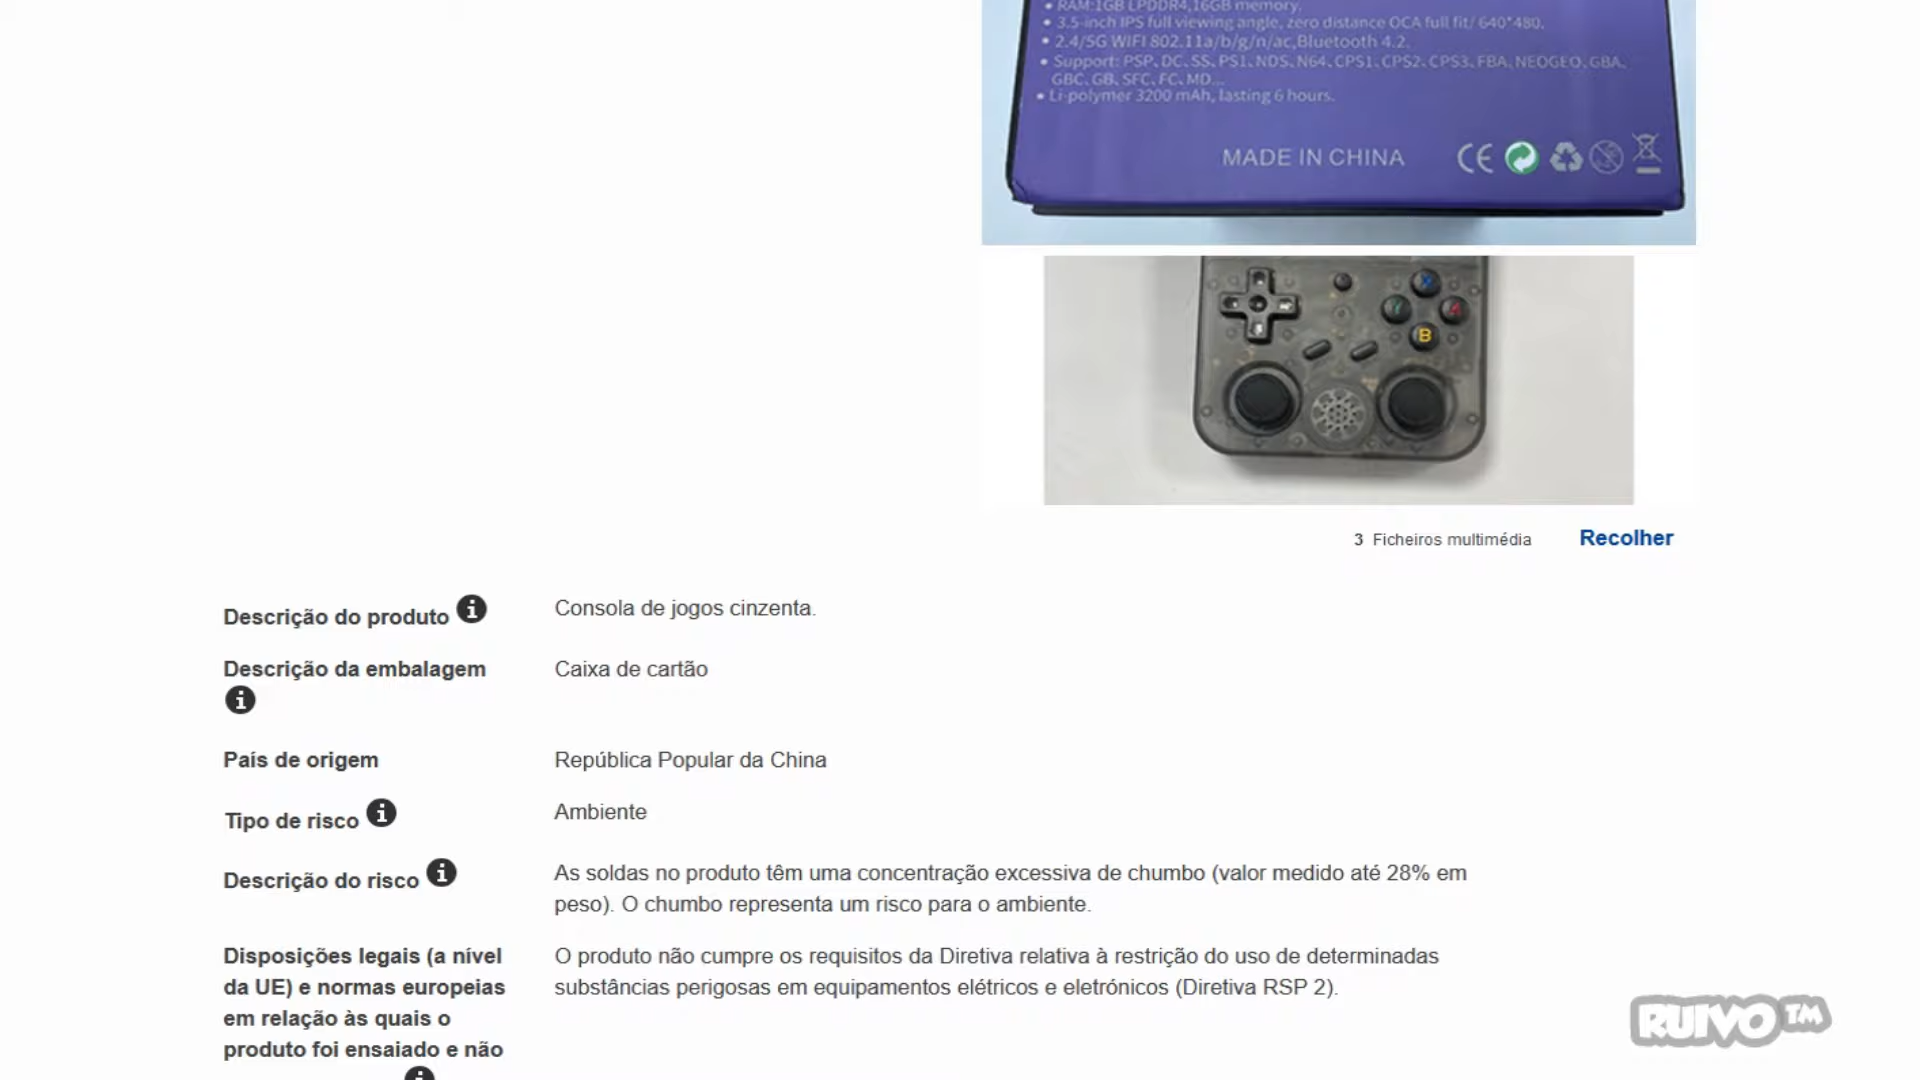 • RAM:1GB LPDDR4,16GB memory.
• 3.5-inch IPS full viewing angle, zero distance OCA full fit/ 640*480.
• 2.4/5G WIFI 802.11a/b/g/n/ac,Bluetooth 4.2.
• Support: PSP、DC、SS、PS1、NDS、N64、CPS1、CPS2、CPS3、FBA、NEOGEO、GBA、
GBC、GB、SFC、FC、MD...
• Li-polymer 3200 mAh, lasting 6 hours.
MADE IN CHINA CE
X
Y A
B
3 Ficheiros multimédia Recolher
Descrição do produto Consola de jogos cinzenta.
Descrição da embalagem Caixa de cartão
País de origem República Popular da China
Tipo de risco Ambiente
Descrição do risco As soldas no produto têm uma concentração excessiva de chumbo (valor medido até 28% em
peso). O chumbo representa um risco para o ambiente.
Disposições legais (a nível O produto não cumpre os requisitos da Diretiva relativa à restrição do uso de determinadas
da UE) e normas europeias substâncias perigosas em equipamentos elétricos e eletrónicos (Diretiva RSP 2).
em relação às quais o
produto foi ensaiado e não
RUIVO™